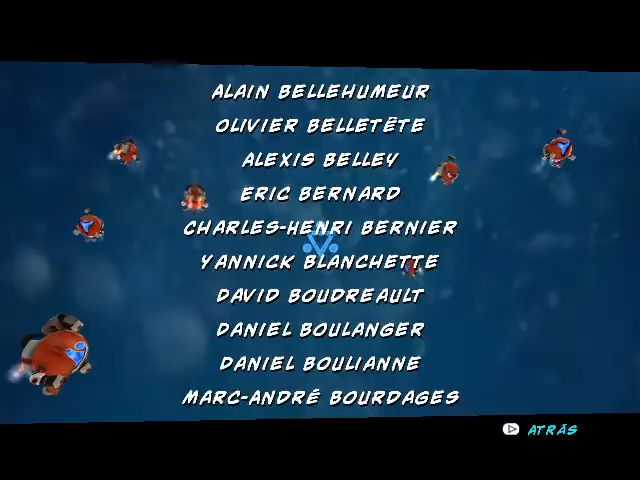 ALAIN BELLEHUMEUR
OLIVIER BELLETÊTE
ALEXIS BELLEY
ERIC BERNARD
CHARLES-HENRI BERNIER
YANNICK BLANCHETTE
DAVID BOUDREAULT
DANIEL BOULANGER
DANIEL BOULIANNE
MARC-ANDRÉ BOURDAGES
ATRÁS